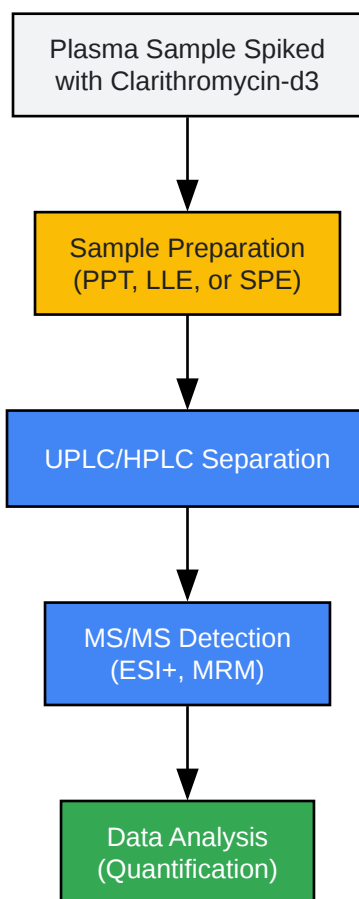 Plasma Sample Spiked
with Clarithromycin-d3
Sample Preparation
(PPT, LLE, or SPE)
UPLC/HPLC Separation
MS/MS Detection
(ESI+, MRM)
Data Analysis
(Quantification)